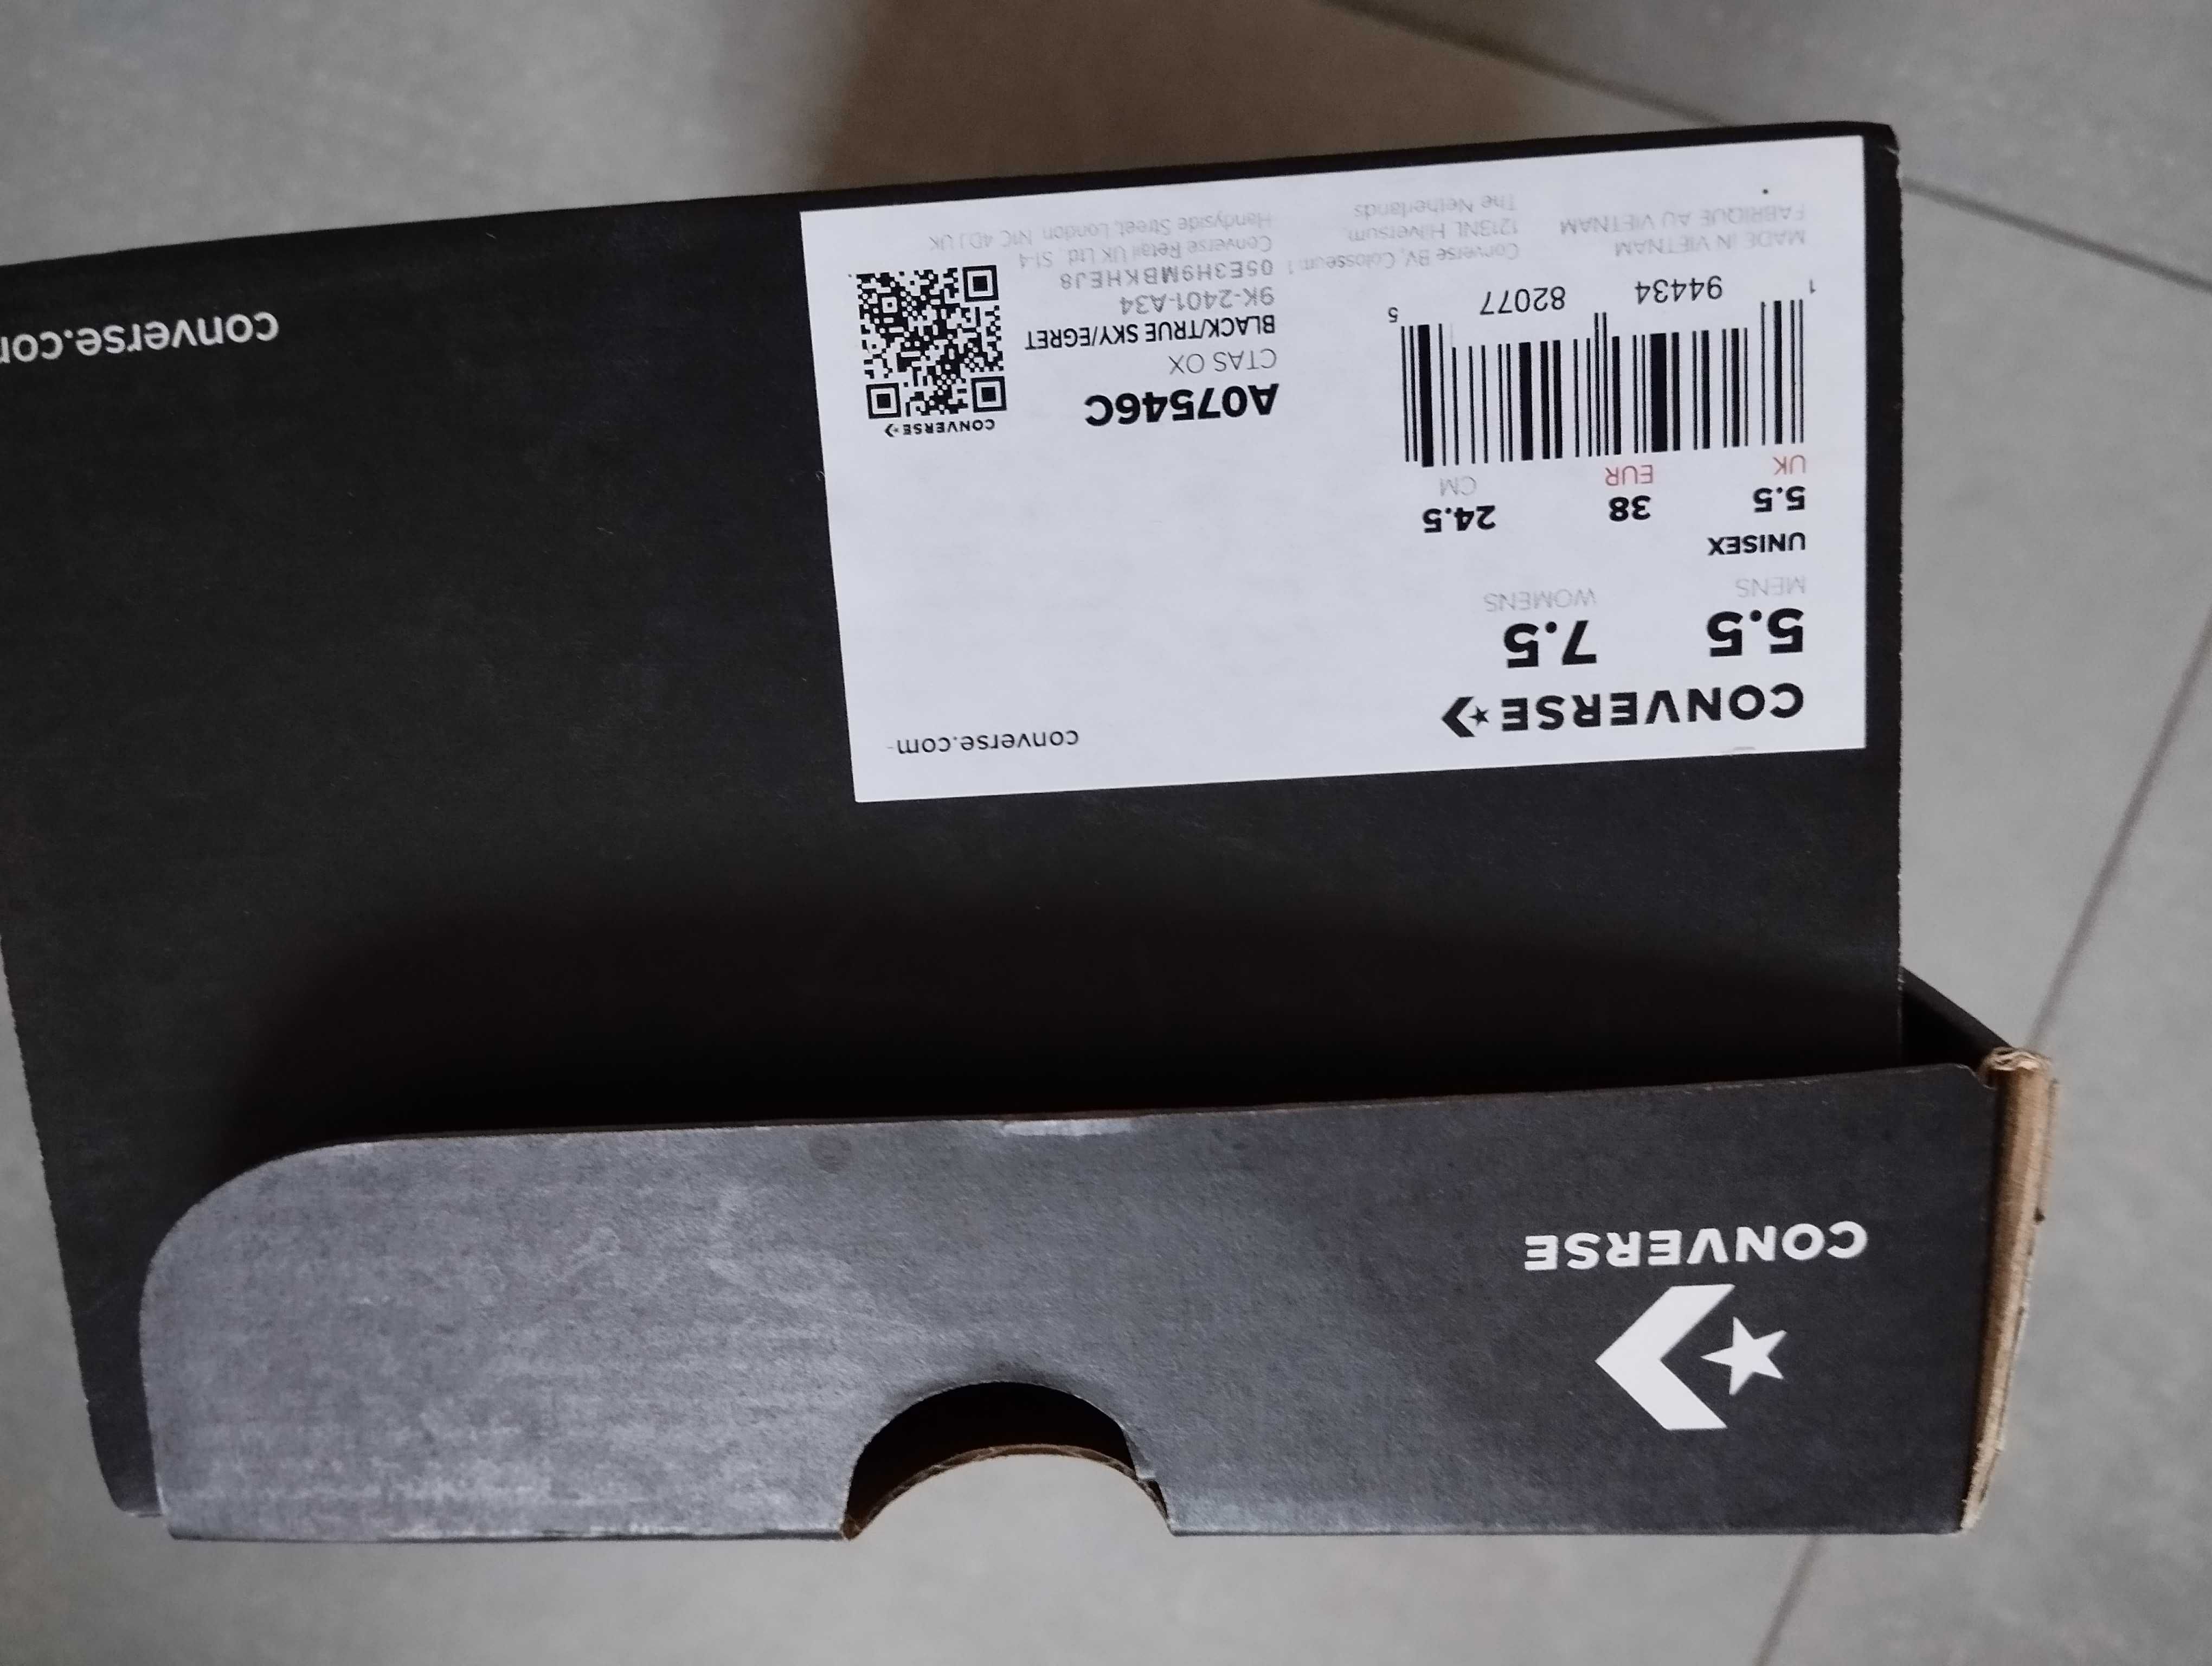 CONVERSE
CONVERSE
converse.com
5.5 7.5
MENS WOMENS
UNISEX
5.5 38 24.5
UK EUR CM
1 94434 82077 5
MADE IN VIETNAM
FABRIQUE AU VIETNAM
Converse BV, Colosseum 1
1213NL Hilversum
The Netherlands
CONVERSE
A07546C
CTAS OX
BLACK/TRUE SKY/EGRET
9K-2401-A34
05E3H9MBKHEJ8
Converse Retail UK Ltd, S1-4
Handyside Street, London N1C 4DJ UK
converse.co